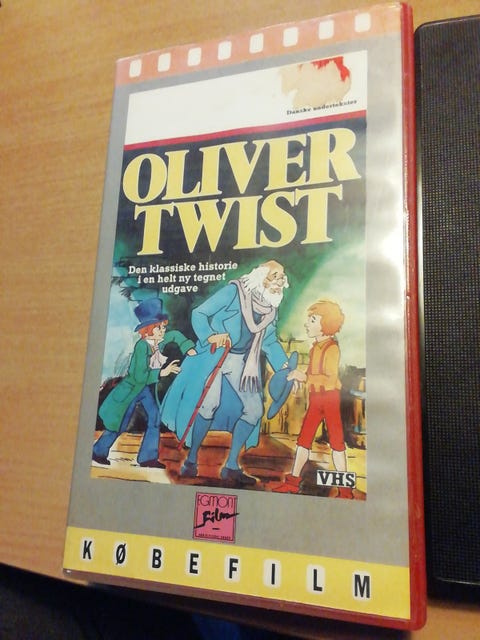 Danske undertekster
OLIVER
TWIST
Den klassiske historie
i en helt ny tegnet
udgave
VHS
EGMONT
Film
KØBEFILM